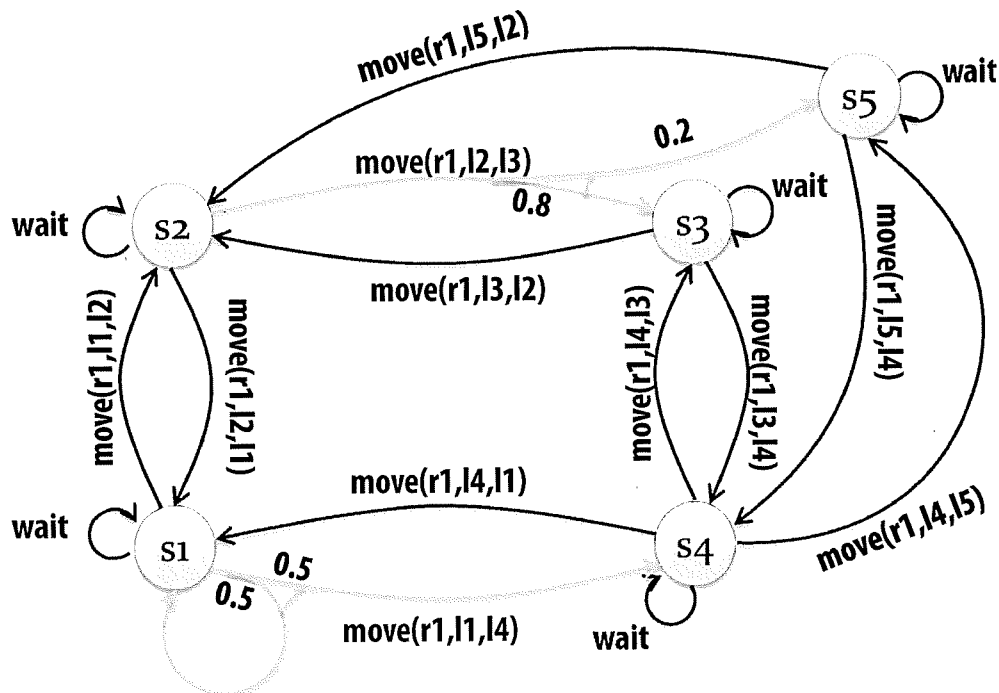 move(r1,l5,l2)
wait
s5
0.2
move(r1,l2,l3)
0.8
wait
wait
s2
s3
move(r1,l3,l2)
move(r1,l5,l4)
move(r1,l1,l2)
move(r1,l2,l1)
move(r1,l4,l3)
move(r1,l3,l4)
move(r1,l4,l1)
wait
s1
s4
move(r1,l4,l5)
0.5
0.5
move(r1,l1,l4)
wait